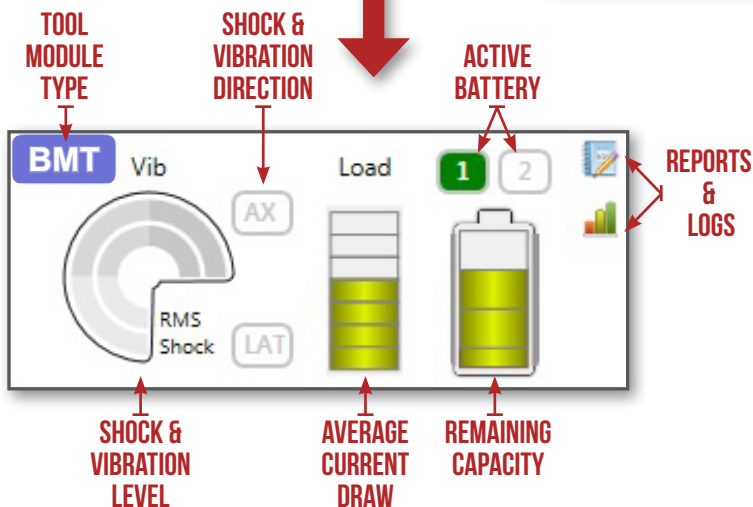 TOOL
MODULE
TYPE
SHOCK &
VIBRATION
DIRECTION
ACTIVE
BATTERY
BMT
Vib
AX
Load
1
2
REPORTS
&
LOGS
RMS
Shock
LAT
SHOCK &
VIBRATION
LEVEL
AVERAGE
CURRENT
DRAW
REMAINING
CAPACITY